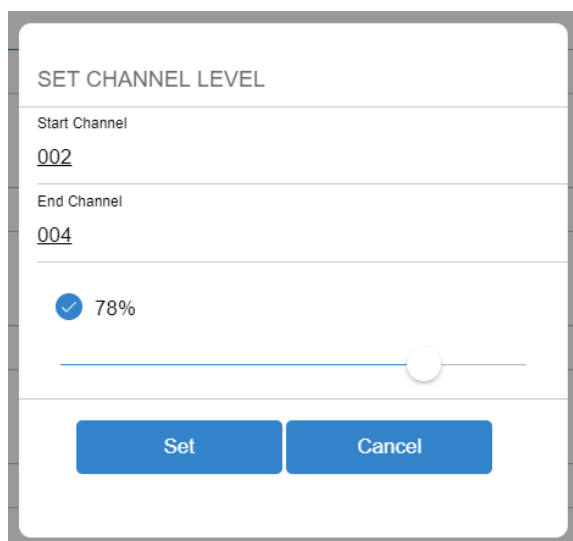 SET CHANNEL LEVEL
Start Channel
002
End Channel
004
78%
Set Cancel